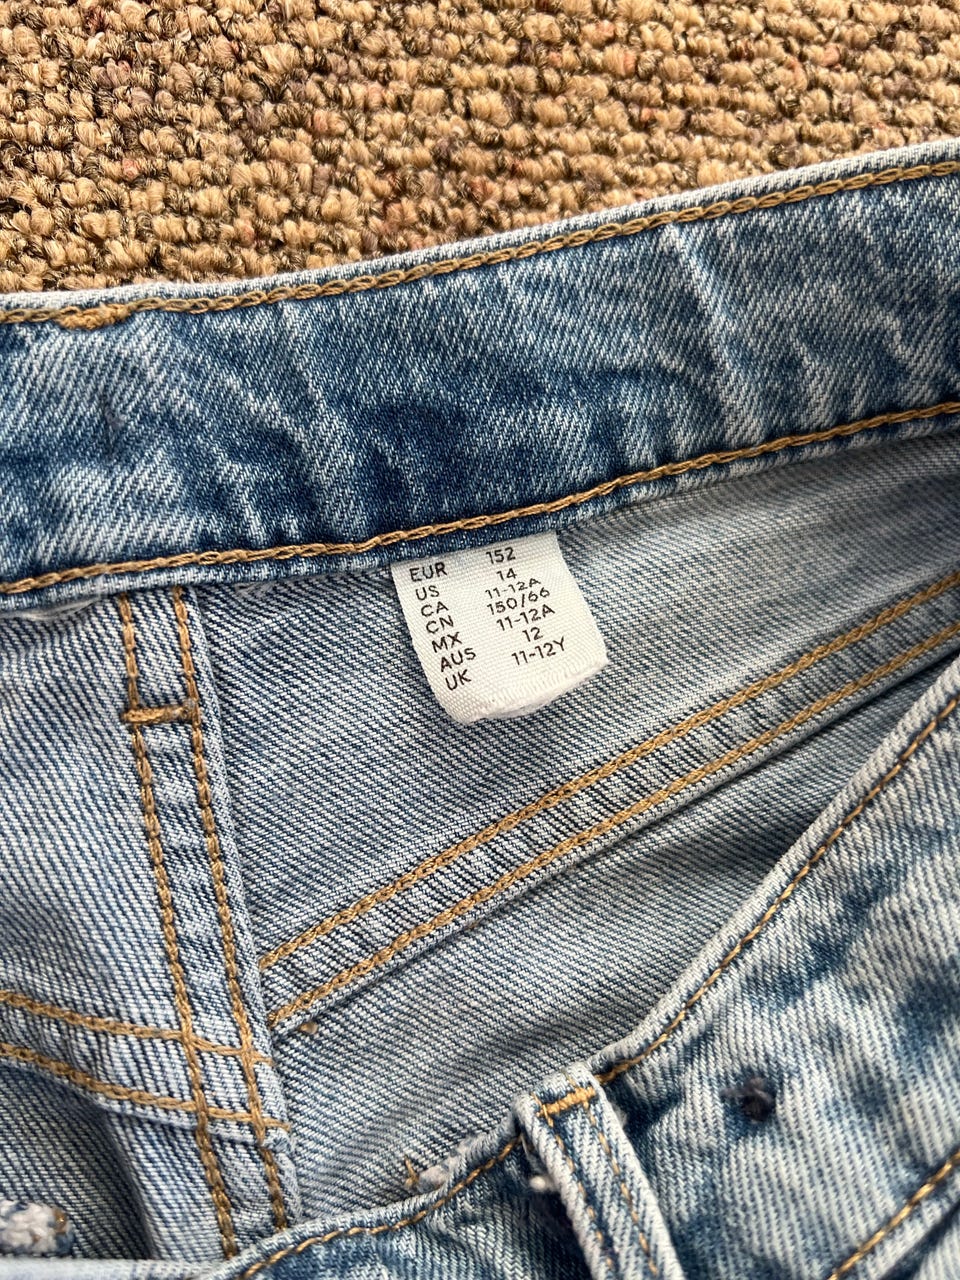 EUR 152
US 14
CA 11-12A
CN 150/66
MX 11-12A
AUS 12
UK 11-12Y